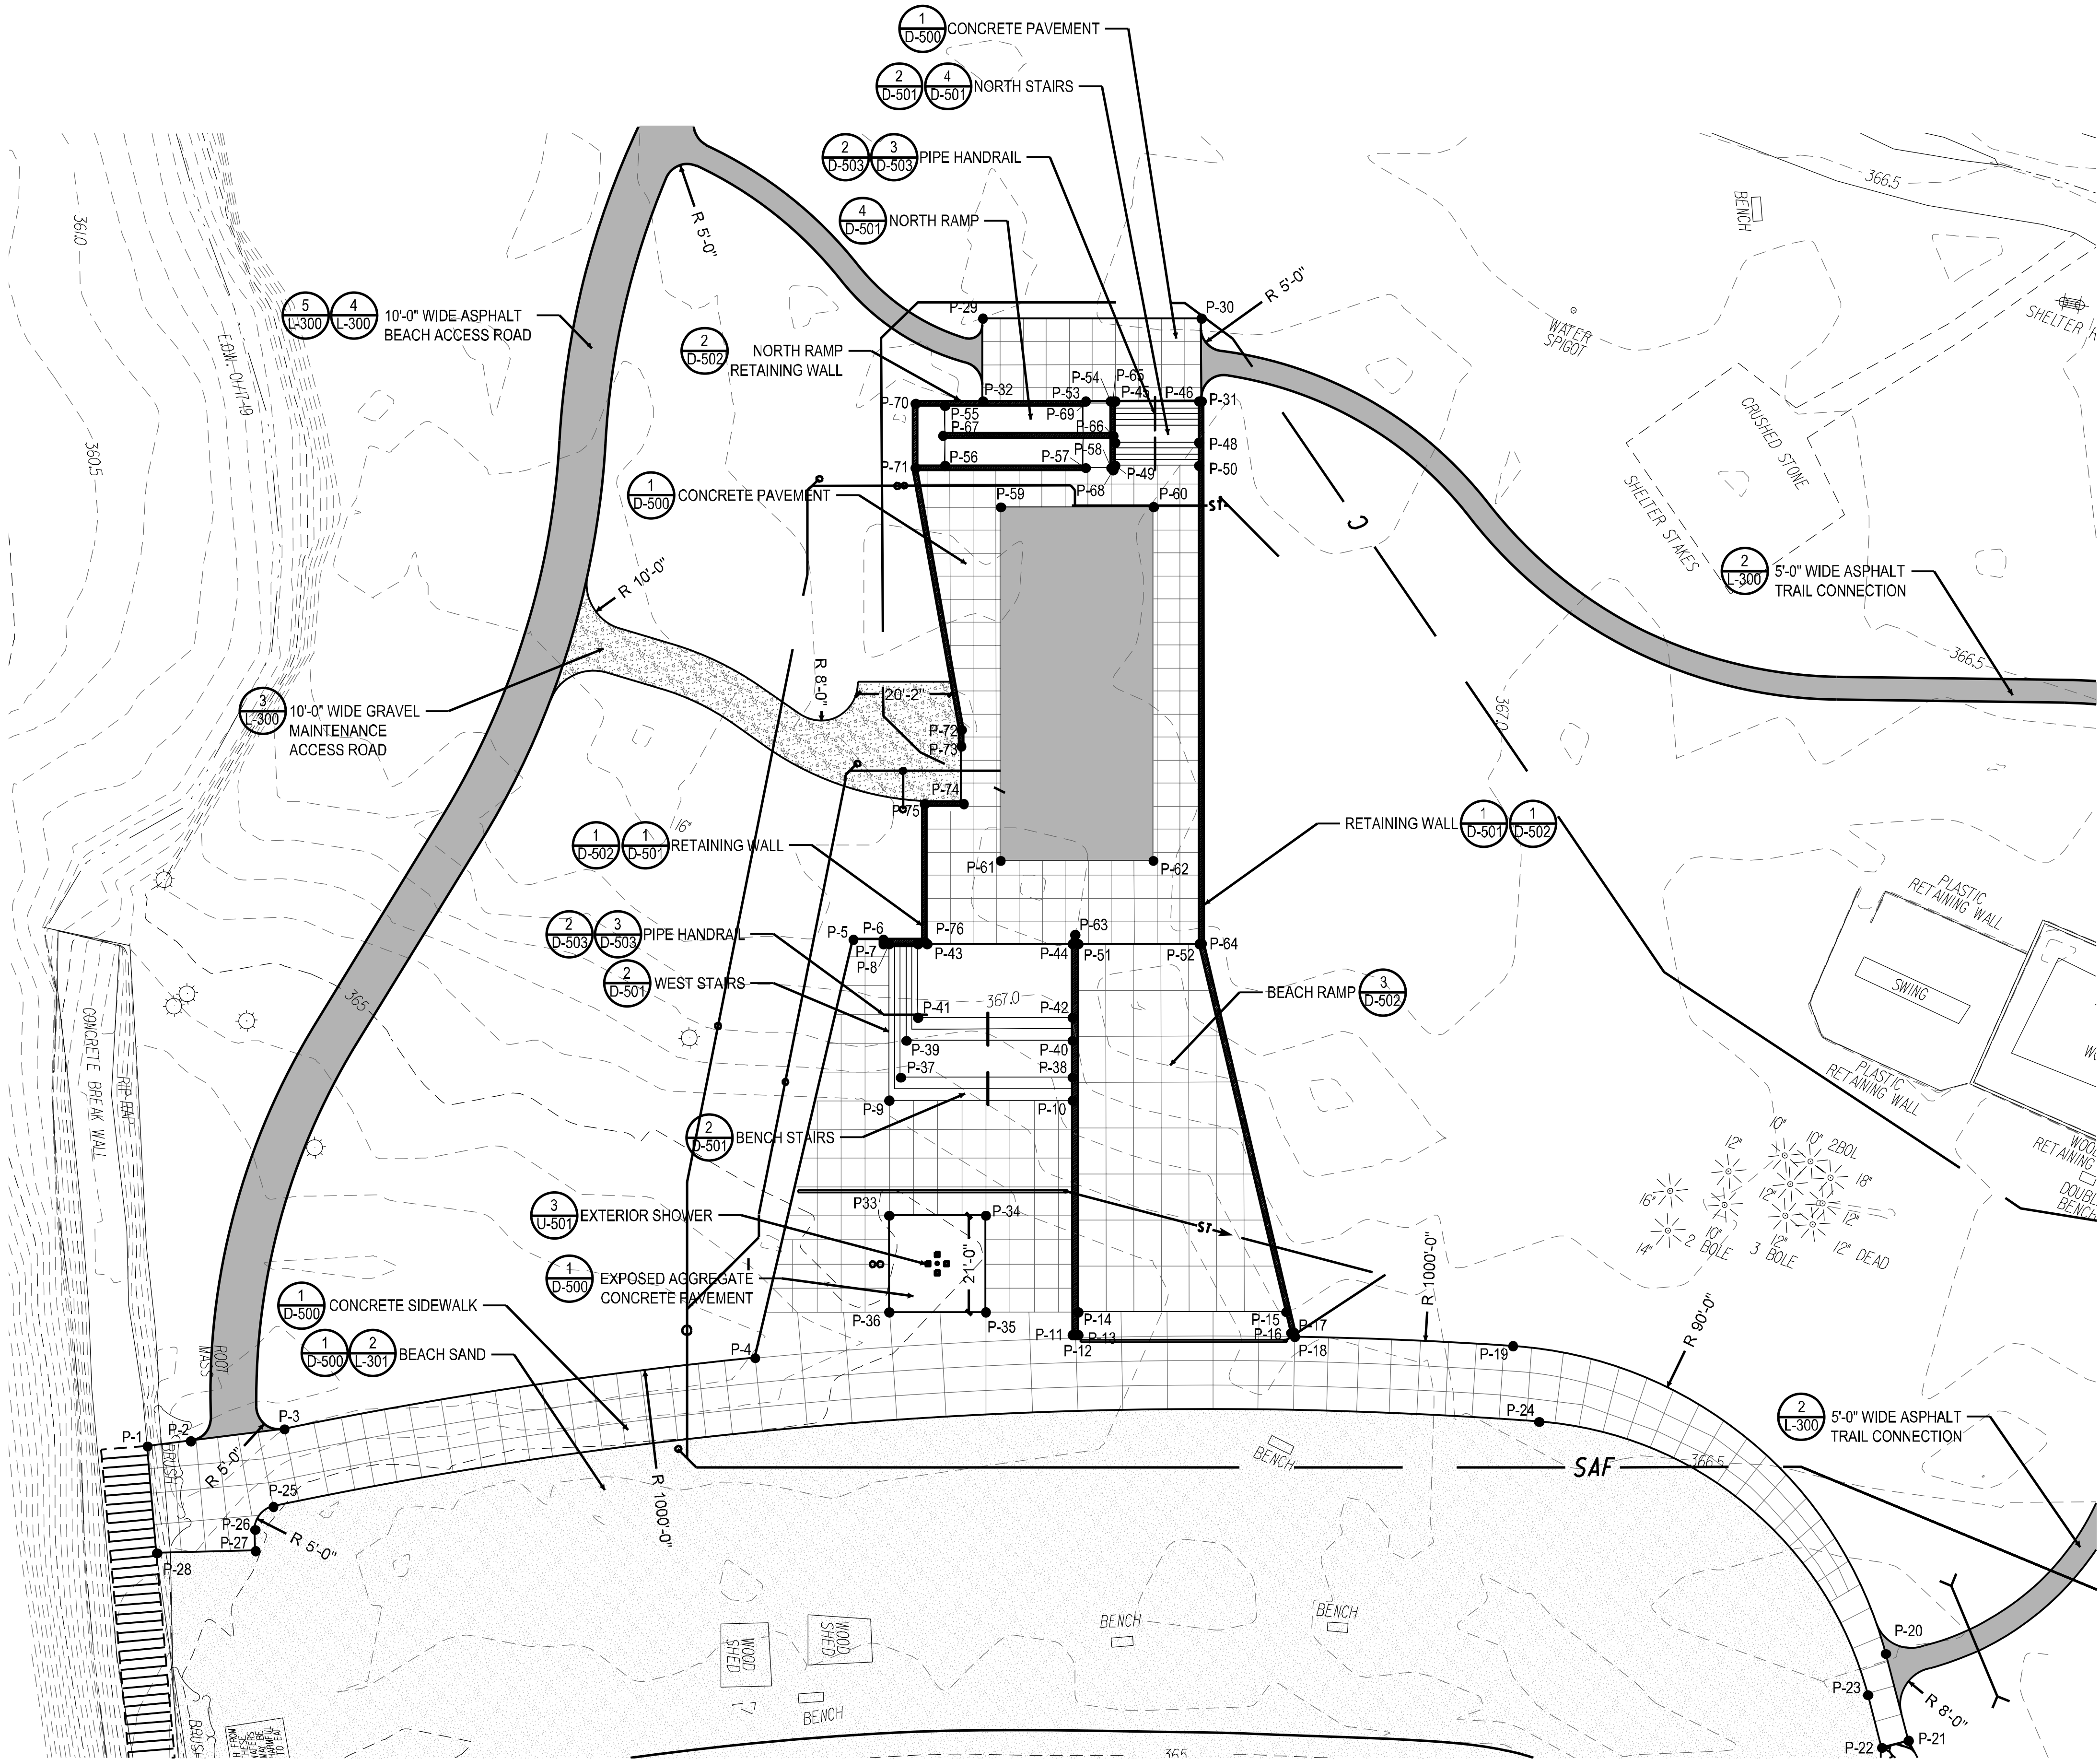 1
D-500
CONCRETE PAVEMENT
2
D-501
4
D-501
NORTH STAIRS
2
D-503
3
D-503
PIPE HANDRAIL
4
D-501
NORTH RAMP
366.5
BENCH
361.0
R 5'-0"
R 5'-0"
5
L-300
4
L-300
10'-0" WIDE ASPHALT
BEACH ACCESS ROAD
E.O.W. 01-17-19
P-29
P-30
WATER
SPIGOT
2
D-502
NORTH RAMP
RETAINING WALL
P-32
P-53
P-54
P-65
P-45
P-46
P-31
P-70
P-55
P-69
P-67
P-66
P-48
P-58
P-71
P-56
P-57
P-49
P-50
CRUSHED STONE
SHELTER STAKES
360.5
1
D-500
CONCRETE PAVEMENT
P-68
P-59
P-60
ST
2
L-300
5'-0" WIDE ASPHALT
TRAIL CONNECTION
R 10'-0"
366.5
R 8'-0"
20'-2"
367.0
3
L-300
10'-0" WIDE GRAVEL
MAINTENANCE
ACCESS ROAD
P-72
P-73
P-74
P-75
16"
1
D-502
1
D-501
RETAINING WALL
RETAINING WALL
1
D-501
1
D-502
P-61
P-62
PLASTIC
RETAINING WALL
2
D-503
3
D-503
PIPE HANDRAIL
P-5
P-6
P-7
P-8
P-76
P-43
P-63
P-44
P-51
P-52
P-64
2
D-501
WEST STAIRS
BEACH RAMP
3
D-502
SWING
365
367.0
P-41
P-42
P-39
P-40
P-37
P-38
P-9
P-10
PLASTIC
RETAINING WALL
CONCRETE BREAK WALL
RIP-RAP
2
D-501
BENCH STAIRS
12"
10"
10" 2BOL
18"
16"
12"
12"
14"
2 BOLE
10"
12"
3 BOLE
12" DEAD
RETAINING
BENCH
3
U-501
EXTERIOR SHOWER
P33
P-34
ST
21'-0"
1
D-500
EXPOSED AGGREGATE
CONCRETE PAVEMENT
1
D-500
CONCRETE SIDEWALK
P-36
P-35
P-14
P-15
P-11
P-13
P-12
P-16
P-17
P-18
R 1000'-0"
P-19
R 90'-0"
1
D-500
2
L-301
BEACH SAND
ROOT
MASS
P-4
P-3
P-2
P-1
BRUSH
R 5'-0"
P-25
P-26
P-27
P-28
R 5'-0"
R 1000'-0"
P-24
2
L-300
5'-0" WIDE ASPHALT
TRAIL CONNECTION
BENCH
SAF
366.5
BENCH
BENCH
WOOD
SHED
WOOD
SHED
BENCH
P-20
P-23
P-21
P-22
R 8'-0"
365